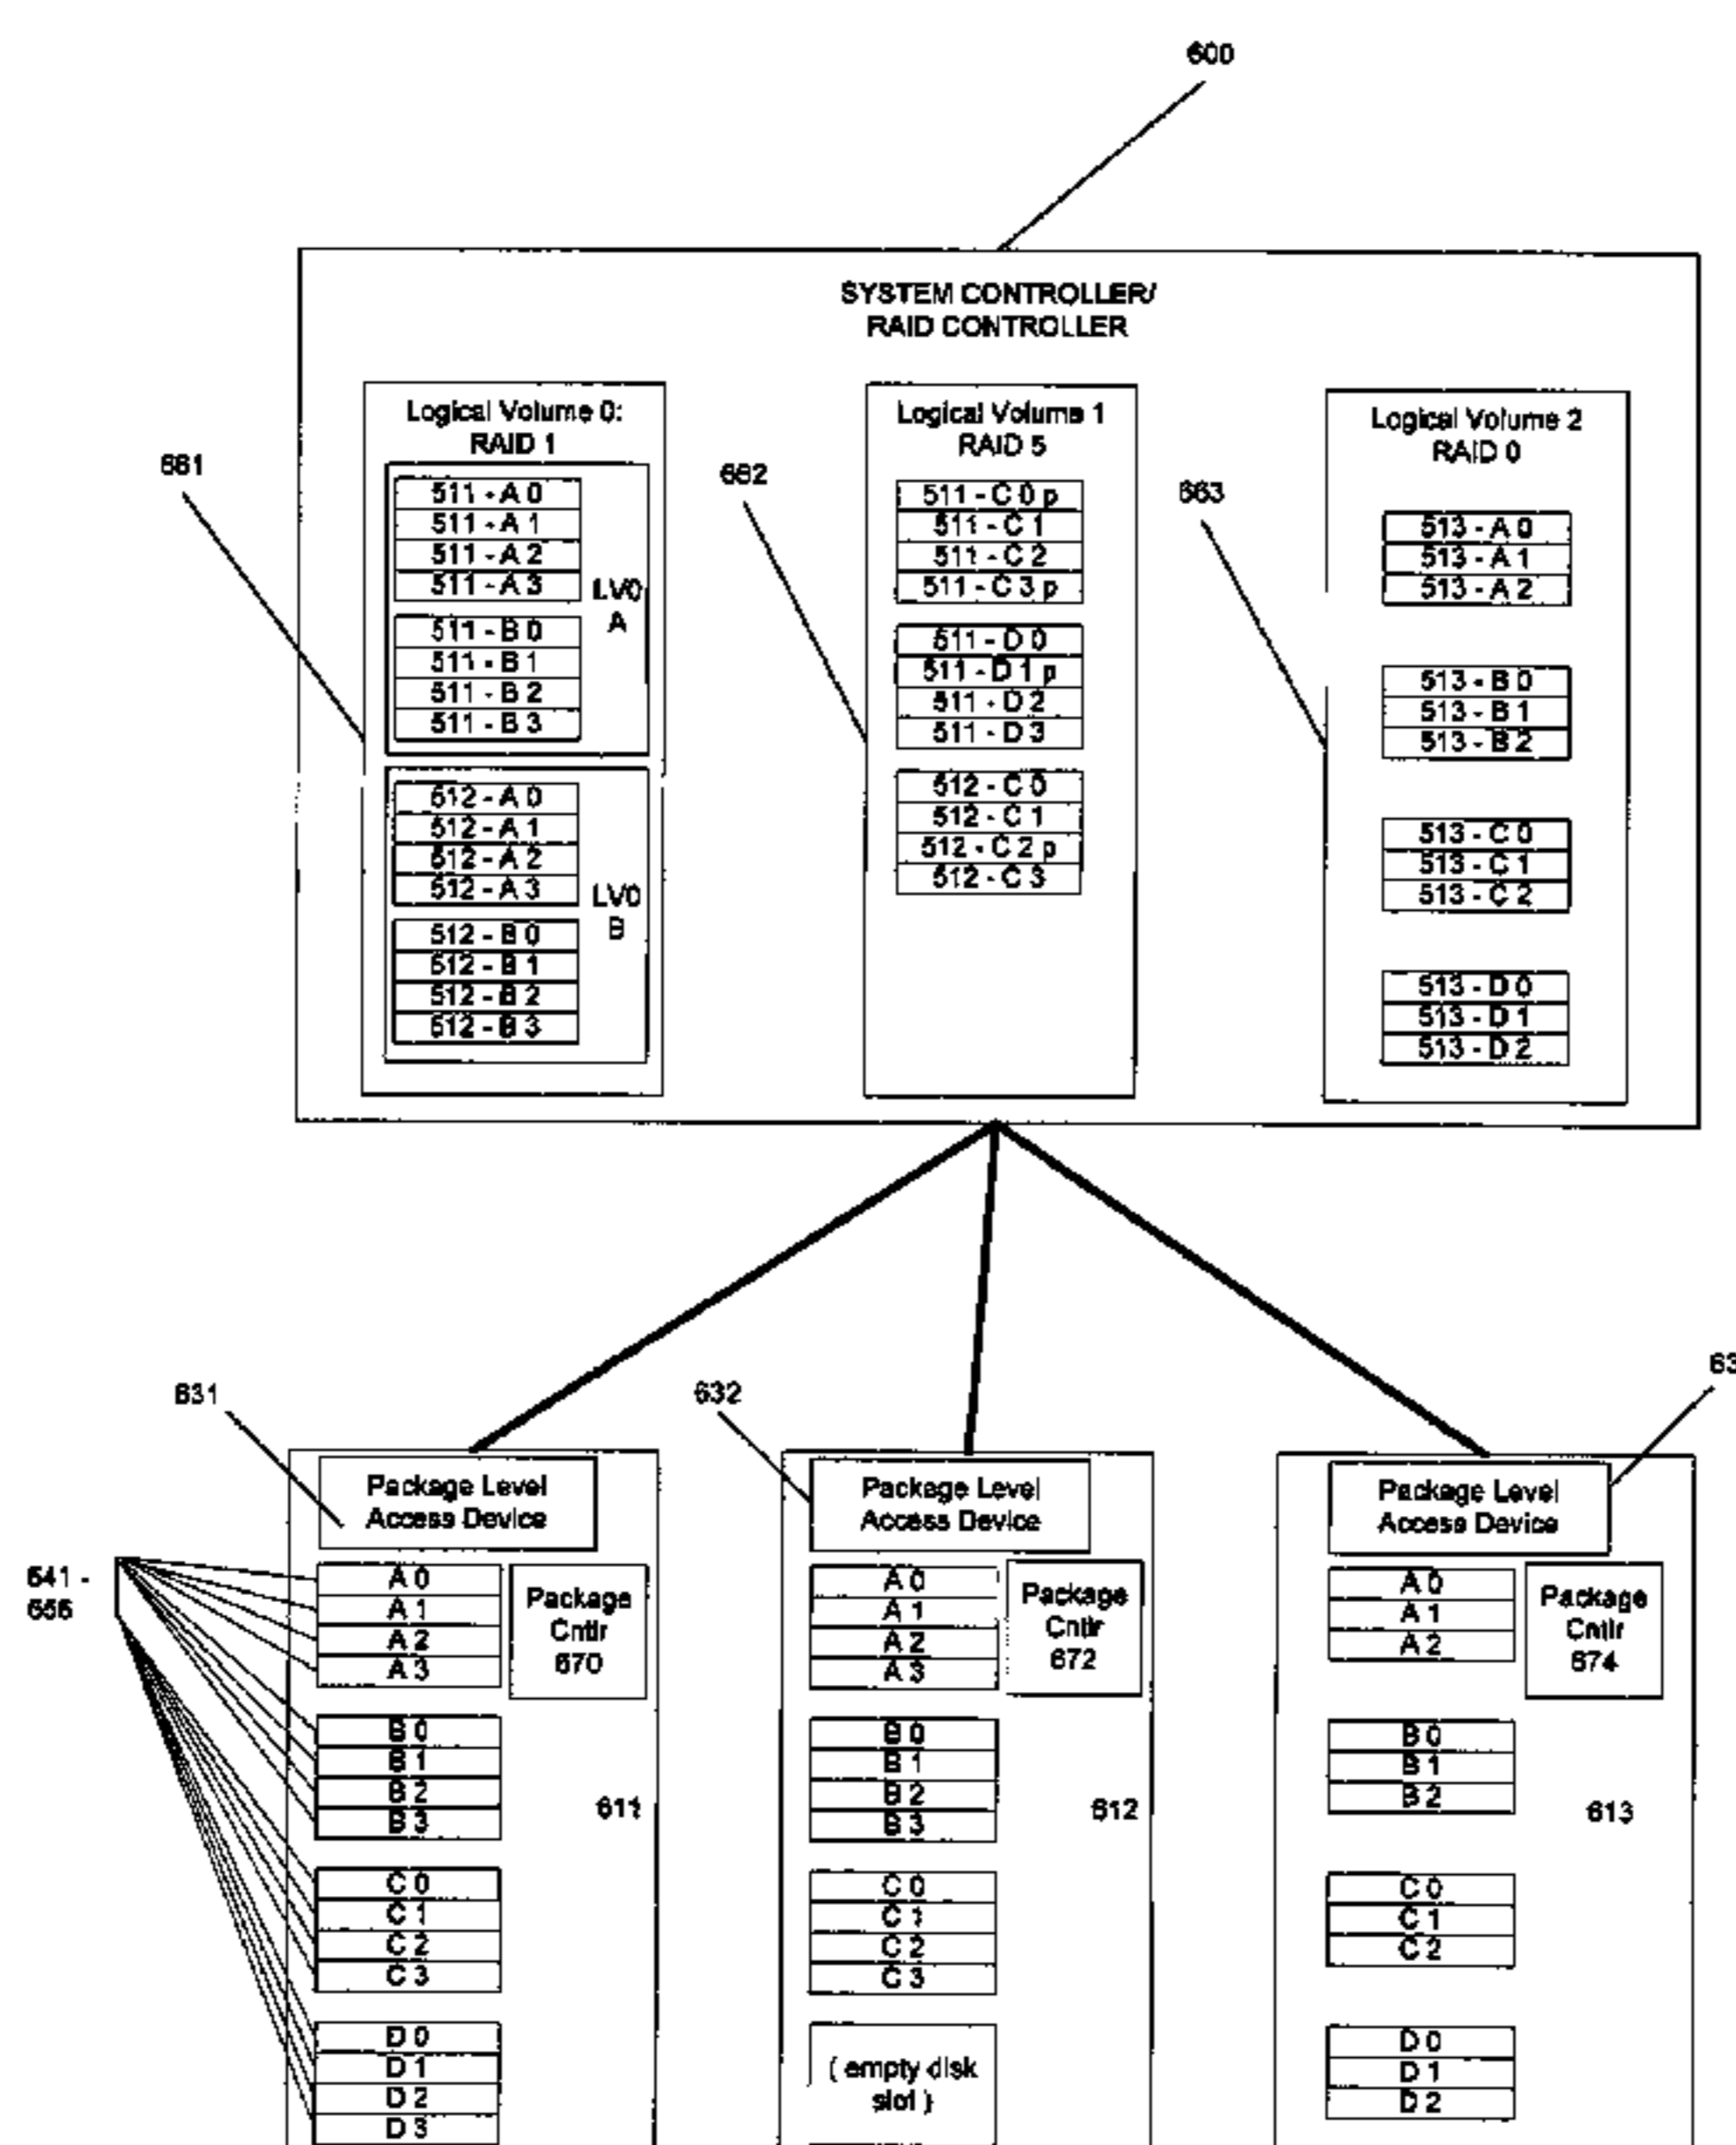 600
SYSTEM CONTROLLER/
RAID CONTROLLER
661
Logical Volume 0:
RAID 1
511 - A 0
511 - A 1
511 - A 2
511 - A 3
LV0
A
511 - B 0
511 - B 1
511 - B 2
511 - B 3
512 - A 0
512 - A 1
512 - A 2
512 - A 3
LV0
B
512 - B 0
512 - B 1
512 - B 2
512 - B 3
662
Logical Volume 1
RAID 5
511 - C 0 p
511 - C 1
511 - C 2
511 - C 3 p
511 - D 0
511 - D 1 p
511 - D 2
511 - D 3
512 - C 0
512 - C 1
512 - C 2 p
512 - C 3
663
Logical Volume 2
RAID 0
513 - A 0
513 - A 1
513 - A 2
513 - B 0
513 - B 1
513 - B 2
513 - C 0
513 - C 1
513 - C 2
513 - D 0
513 - D 1
513 - D 2
631
Package Level
Access Device
641 -
656
A 0
A 1
A 2
A 3
Package
Cntlr
670
B 0
B 1
B 2
B 3
611
C 0
C 1
C 2
C 3
D 0
D 1
D 2
D 3
632
Package Level
Access Device
A 0
A 1
A 2
A 3
Package
Cntlr
672
B 0
B 1
B 2
B 3
612
C 0
C 1
C 2
C 3
( empty disk
slot )
Package Level
Access Device
A 0
A 1
A 2
Package
Cntlr
674
B 0
B 1
B 2
613
C 0
C 1
C 2
D 0
D 1
D 2